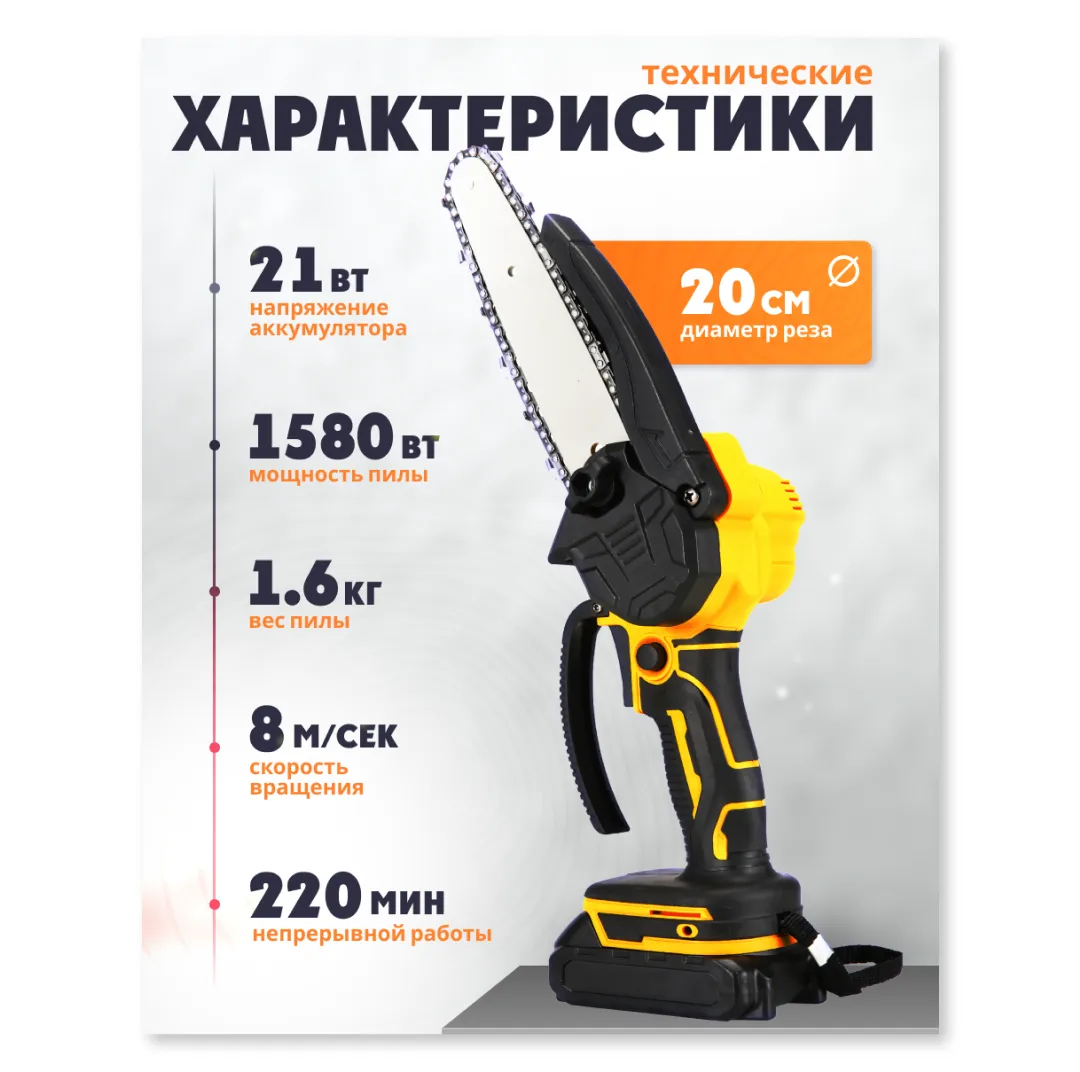 технические
ХАРАКТЕРИСТИКИ
21 ВТ
напряжение
аккумулятора
20 СМ
диаметр реза
1580 ВТ
мощность пилы
1.6 КГ
вес пилы
8 М/СЕК
скорость
вращения
220 МИН
непрерывной работы